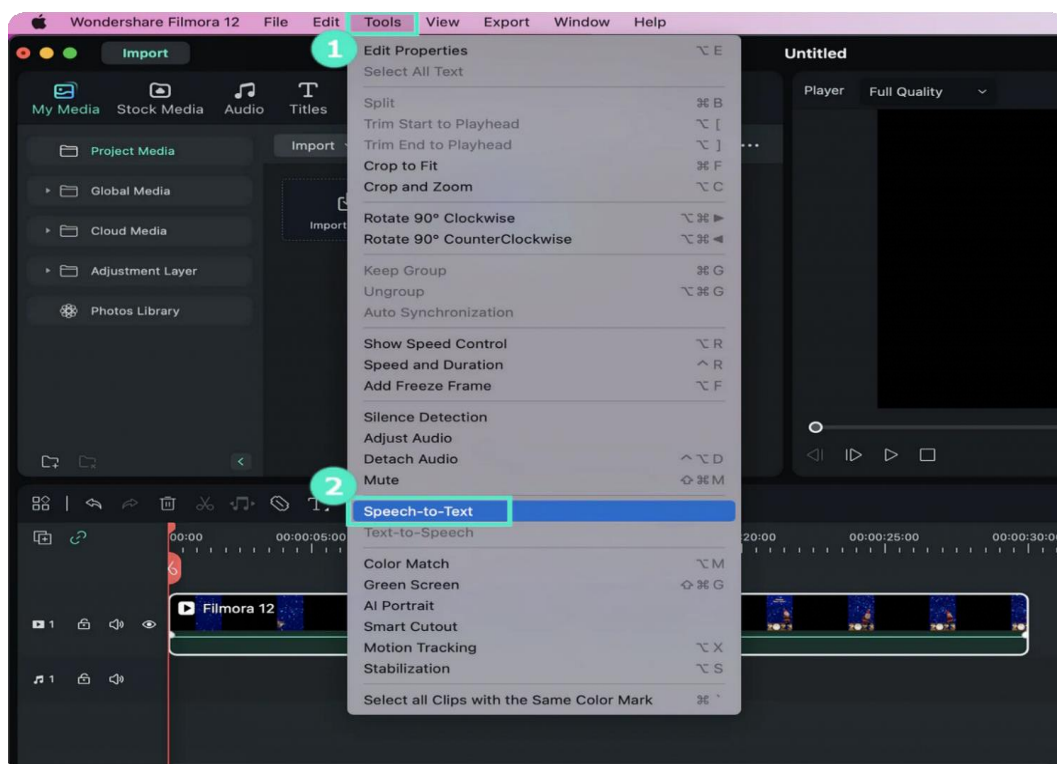 Wondershare Filmora 12 File Edit Tools View Export Window Help
Import
1
Untitled
My Media Stock Media Audio Titles
Player Full Quality
Project Media
Global Media
Cloud Media
Adjustment Layer
Photos Library
Import
Import
Edit Properties ⌥ E
Select All Text
Split ⌘ B
Trim Start to Playhead ⌥ [
Trim End to Playhead ⌥ ]
Crop to Fit ⌘ F
Crop and Zoom ⌥ C
Rotate 90° Clockwise ⌥ ⌘ ▶
Rotate 90° CounterClockwise ⌥ ⌘ ◀
Keep Group ⌘ G
Ungroup ⌥ ⌘ G
Auto Synchronization
Show Speed Control ⌥ R
Speed and Duration ^ R
Add Freeze Frame ⌥ F
Silence Detection
Adjust Audio
Detach Audio ^ ⌥ D
Mute ⇧ ⌘ M
2
Speech-to-Text
Text-to-Speech
Color Match ⌥ M
Green Screen ⇧ ⌘ G
AI Portrait
Smart Cutout
Motion Tracking ⌥ X
Stabilization ⌥ S
Select all Clips with the Same Color Mark ⌘ `
00:00 00:00:05:00 20:00 00:00:25:00 00:00:30:0
Filmora 12
1
1